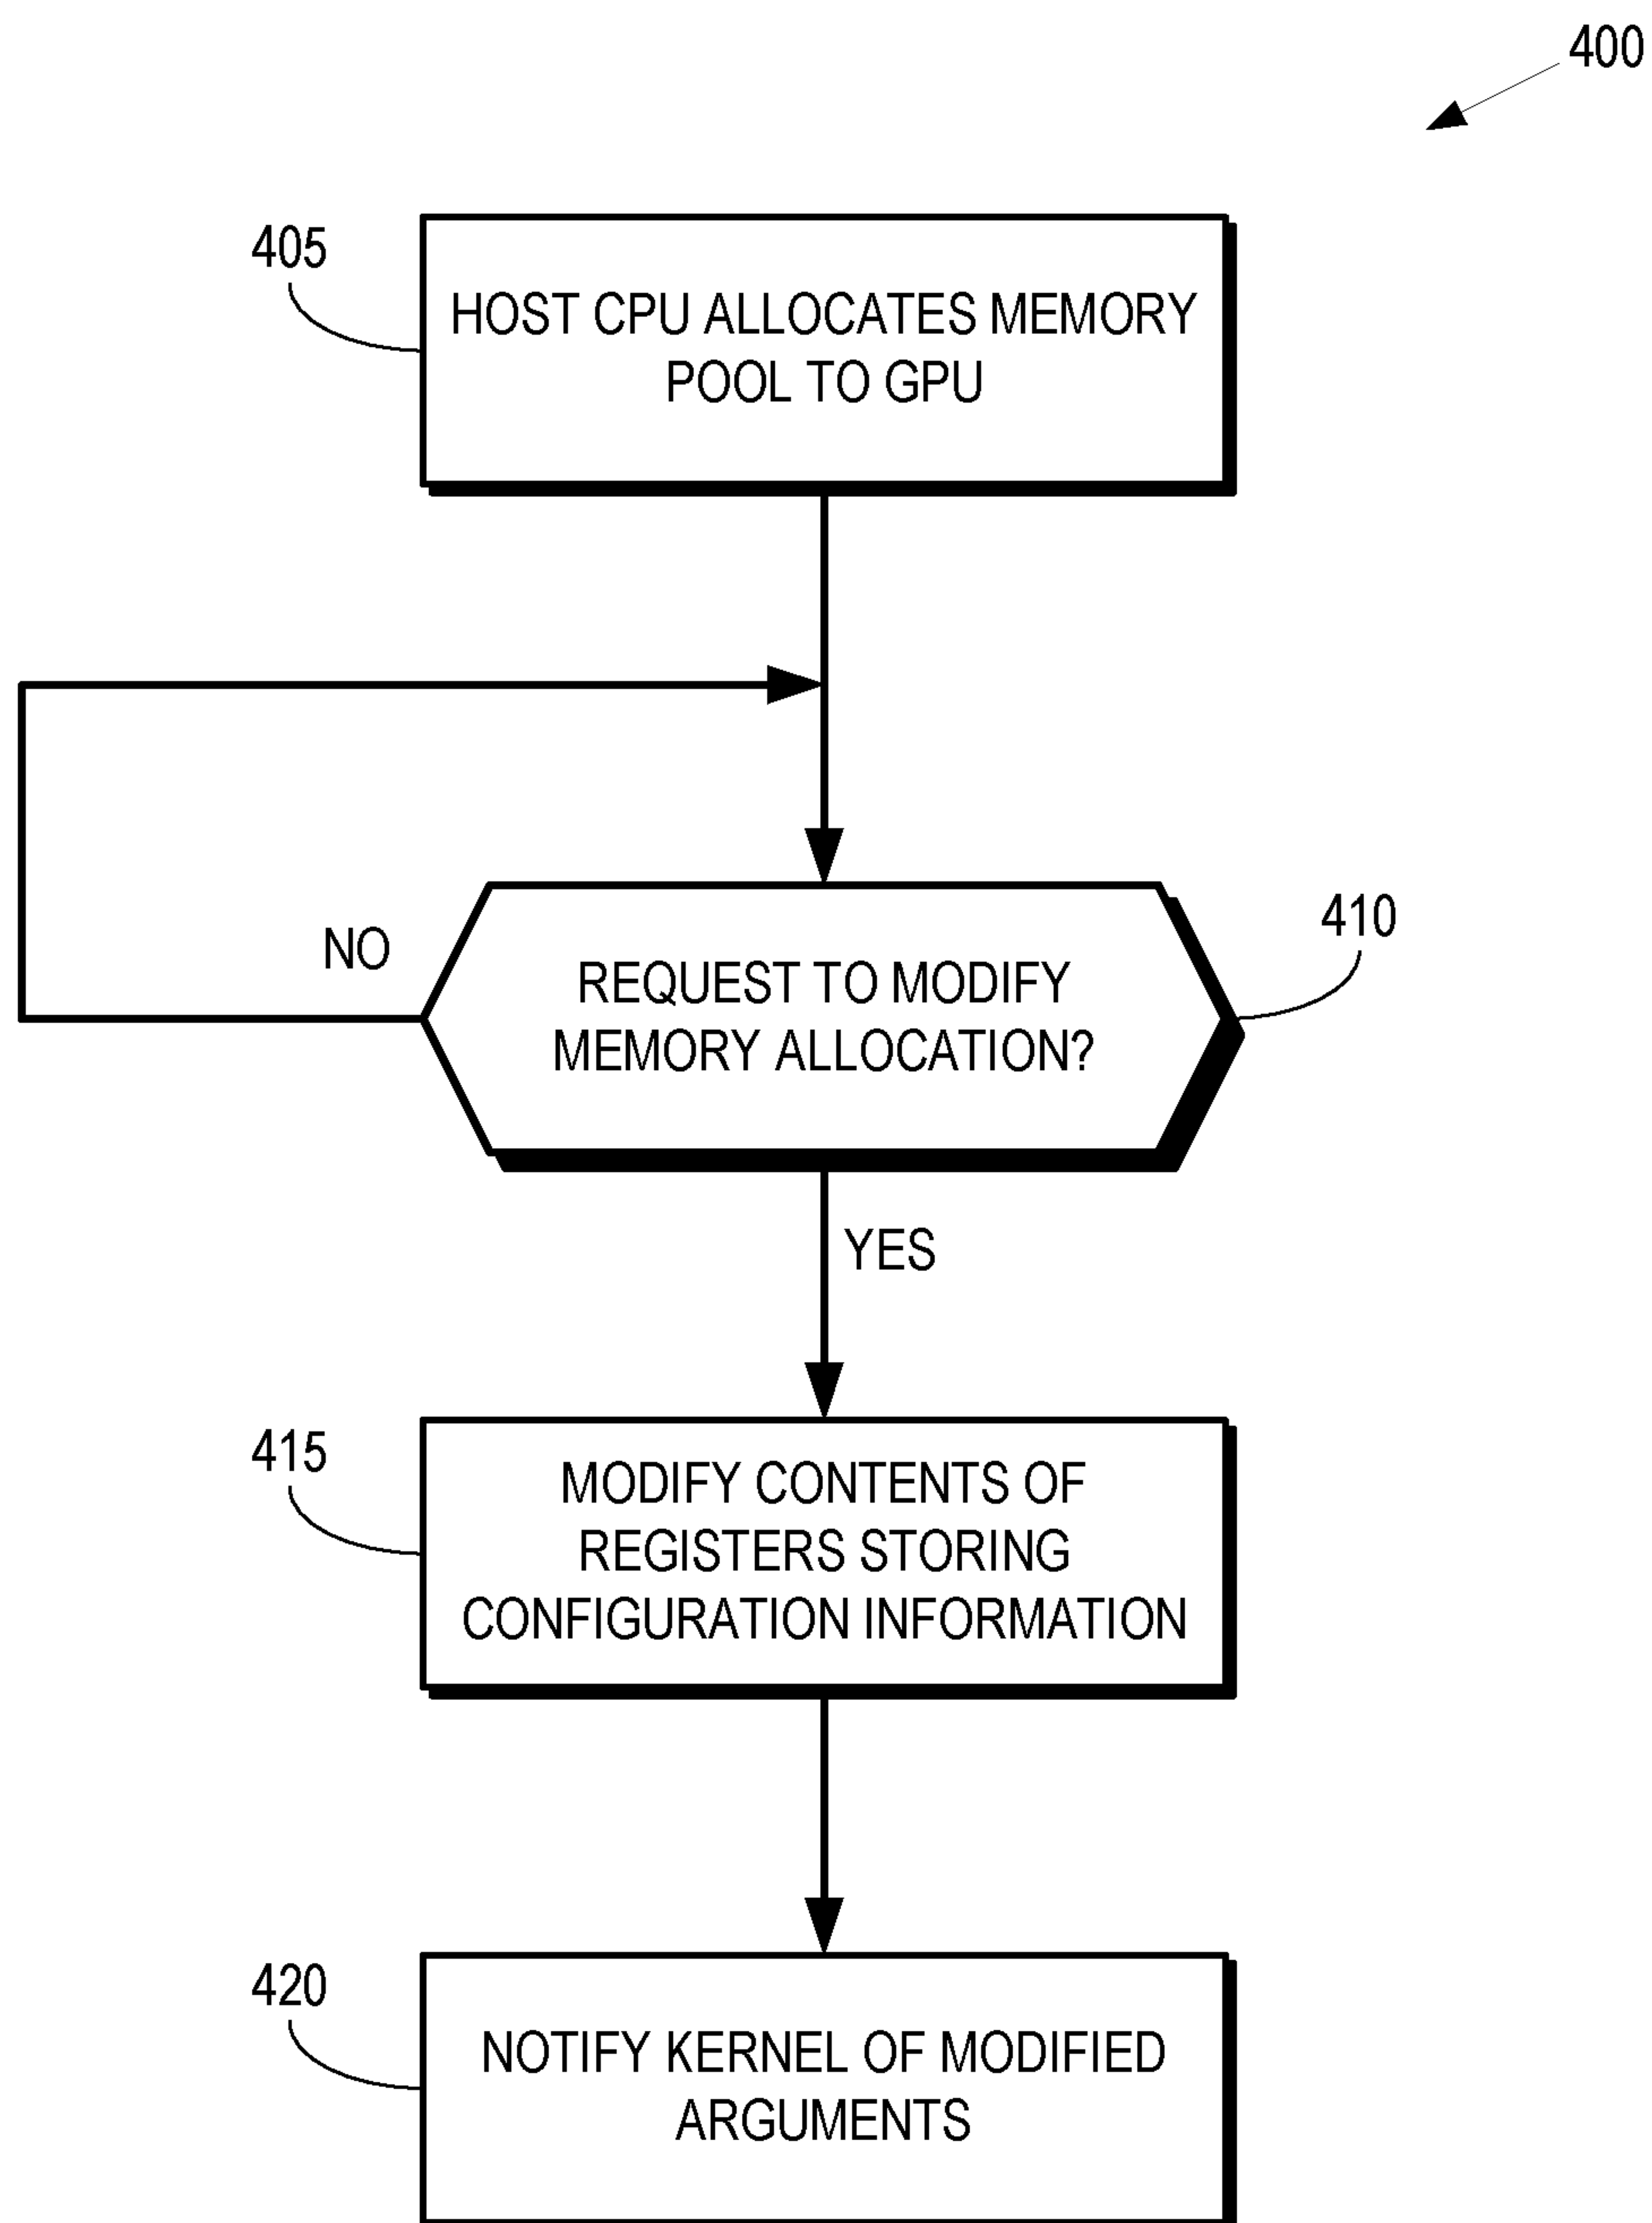 400
405
HOST CPU ALLOCATES MEMORY
POOL TO GPU
NO
410
REQUEST TO MODIFY
MEMORY ALLOCATION?
YES
415
MODIFY CONTENTS OF
REGISTERS STORING
CONFIGURATION INFORMATION
420
NOTIFY KERNEL OF MODIFIED
ARGUMENTS